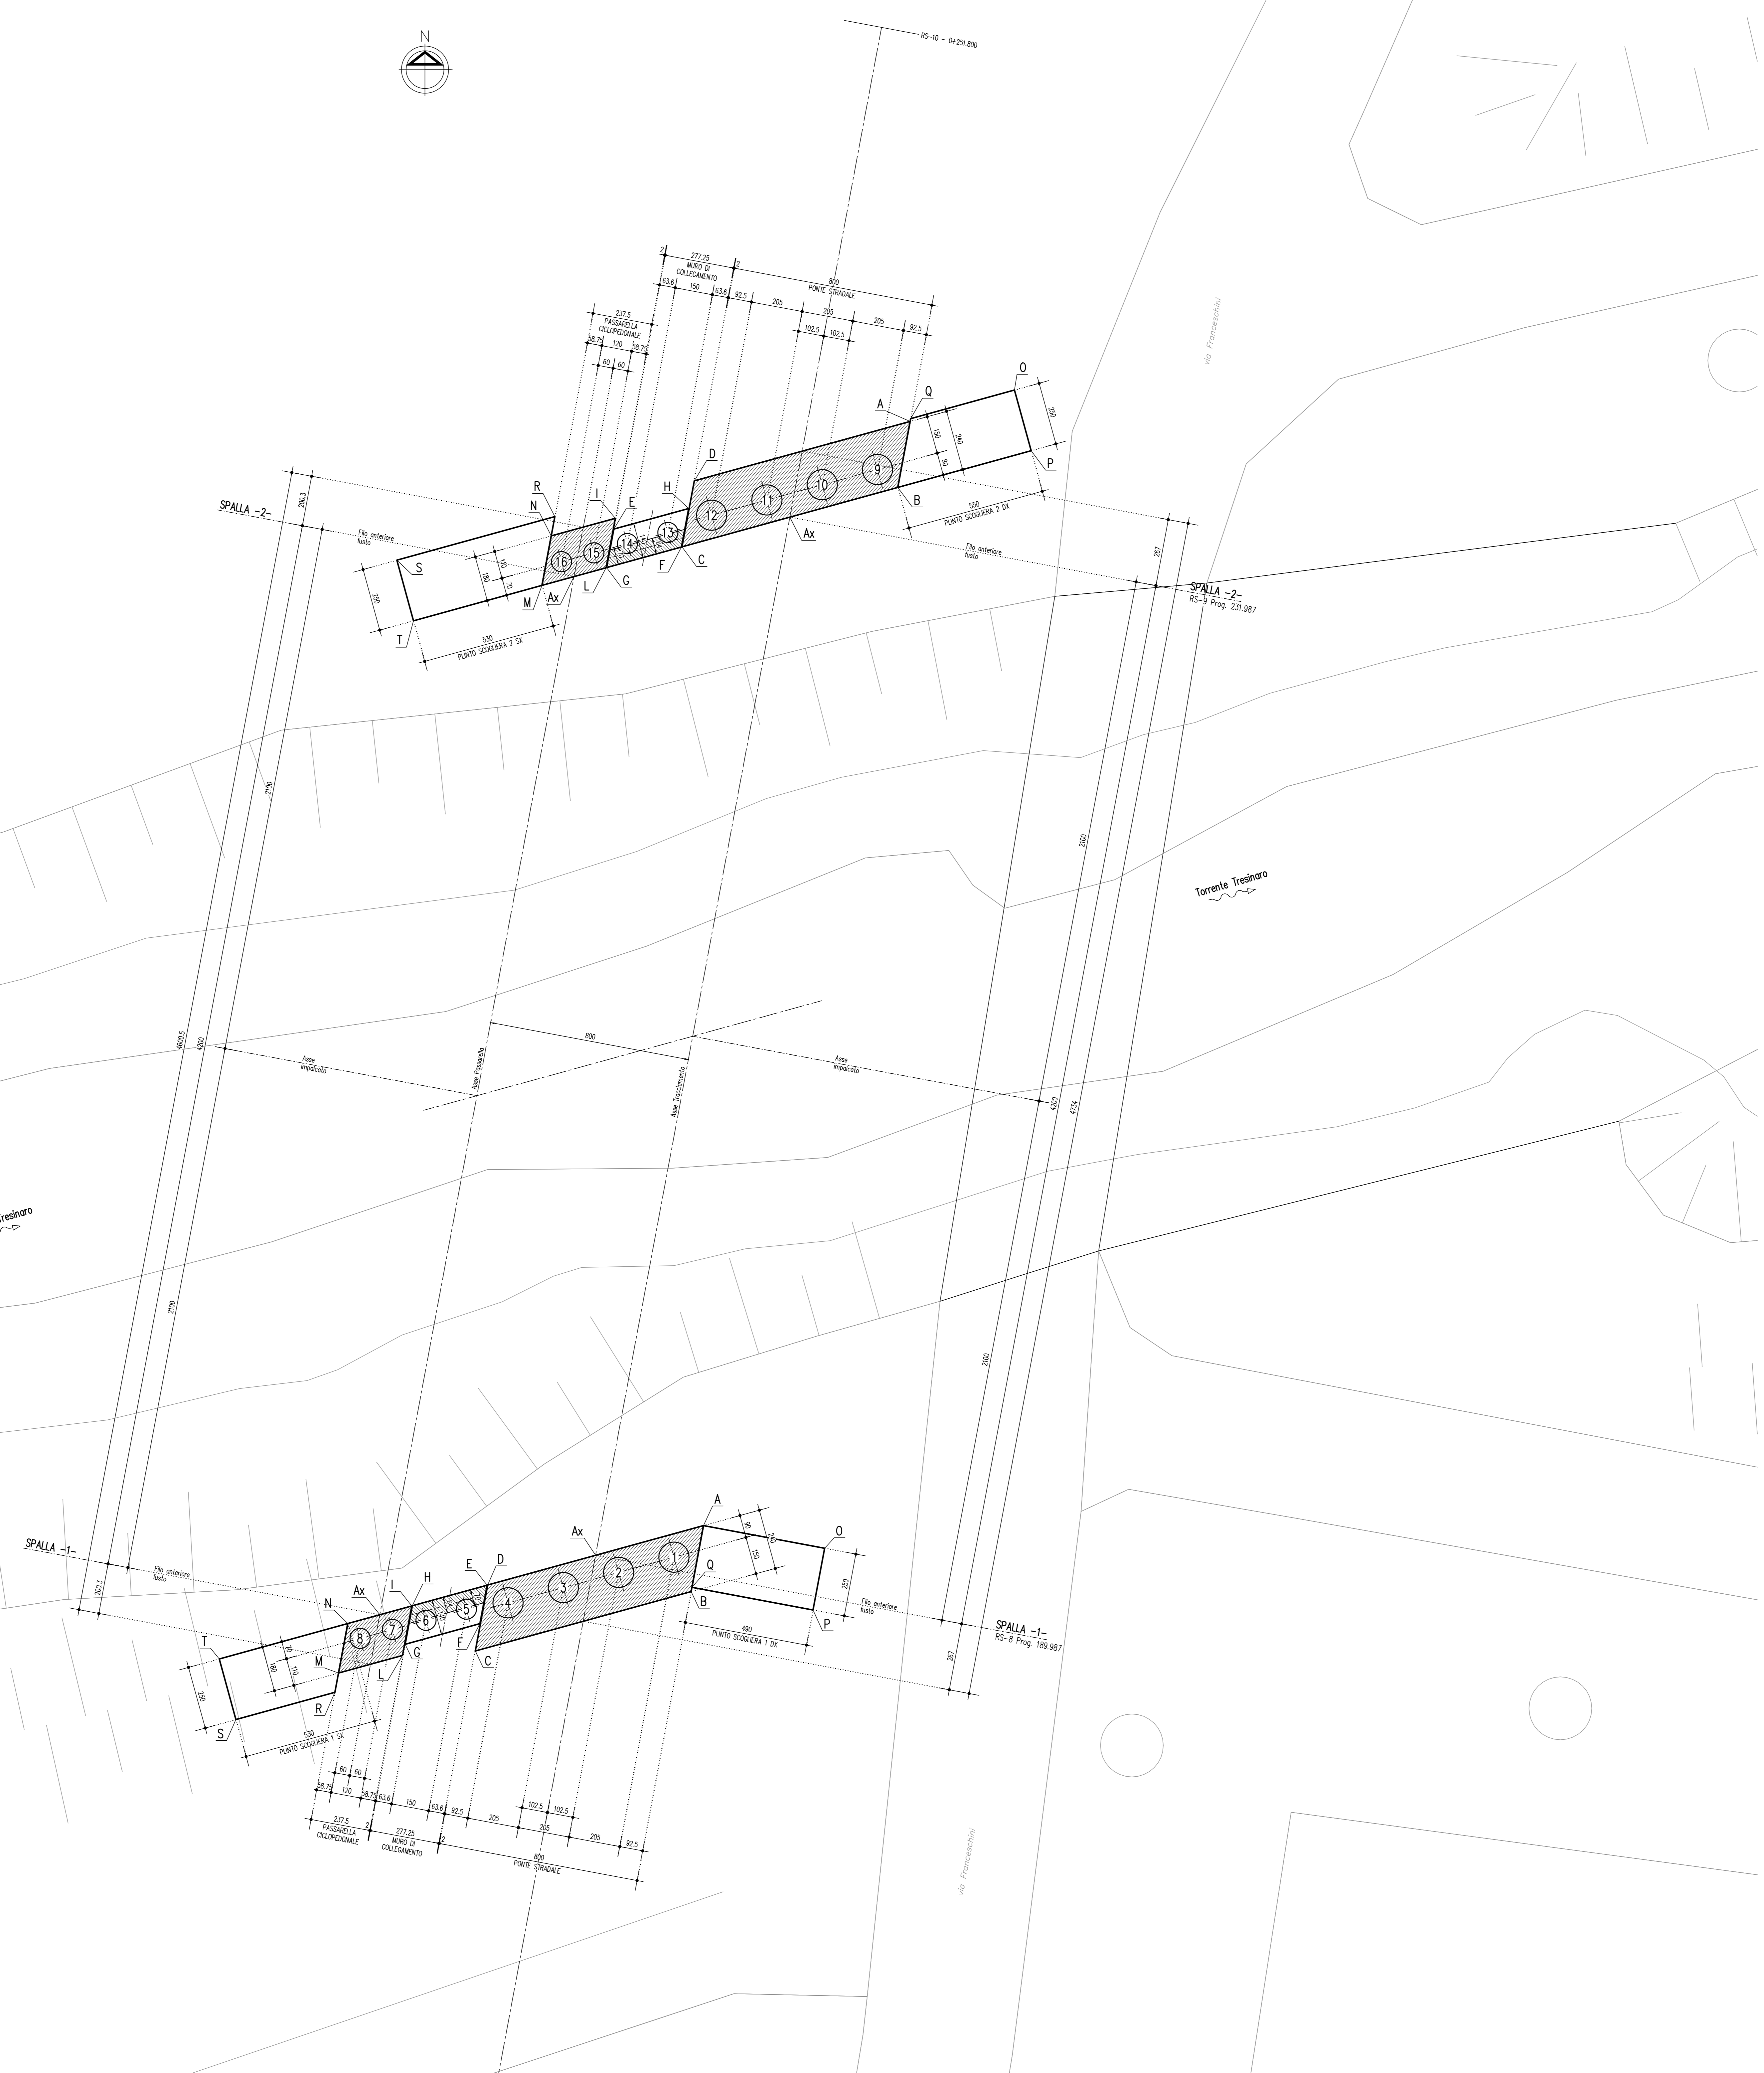 N
RS-10 - 0+251.800
via Franceschini
2
277.25
MURO DI
COLLEGAMENTO
2
800
PONTE STRADALE
63.6
150
63.6
92.5
205
205
205
92.5
102.5
102.5
237.5
PASSARELLA
CICLOPEDONALE
58.75
120
58.75
60
60
O
Q
A
250
P
150
240
90
B
550
PUNTO SCOGLIERA 2 DX
D
H
E
I
R
N
S
T
M
Ax
L
G
F
C
Ax
9
10
11
12
13
14
15
16
250
180
110
70
530
PUNTO SCOGLIERA 2 SX
SPALLA -2-
200.3
Filo anteriore
fusto
Filo anteriore
fusto
267
SPALLA -2-
RS-9 Prog. 231.987
2100
2100
Torrente Tresinaro
4600.5
4200
Asse
impalcato
Asse Passarella
800
Asse Tracciamento
Asse
impalcato
4200
4734
resinaro
2100
2100
SPALLA -1-
200.3
Filo anteriore
fusto
A
O
Q
B
P
90
240
150
250
490
PUNTO SCOGLIERA 1 DX
Filo anteriore
fusto
SPALLA -1-
RS-8 Prog. 189.987
267
Ax
D
E
H
I
Ax
N
T
M
R
S
L
G
F
C
1
2
3
4
5
6
7
8
70
180
110
250
530
PUNTO SCOGLIERA 1 SX
60
60
58.75
120
58.75
63.6
150
63.6
92.5
205
102.5
102.5
205
205
92.5
237.5
PASSARELLA
CICLOPEDONALE
2
277.25
MURO DI
COLLEGAMENTO
2
800
PONTE STRADALE
via Franceschini